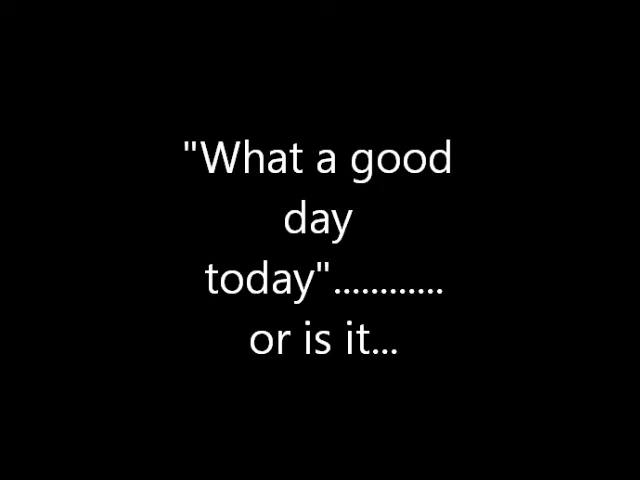 "What a good
day
today"............
or is it...